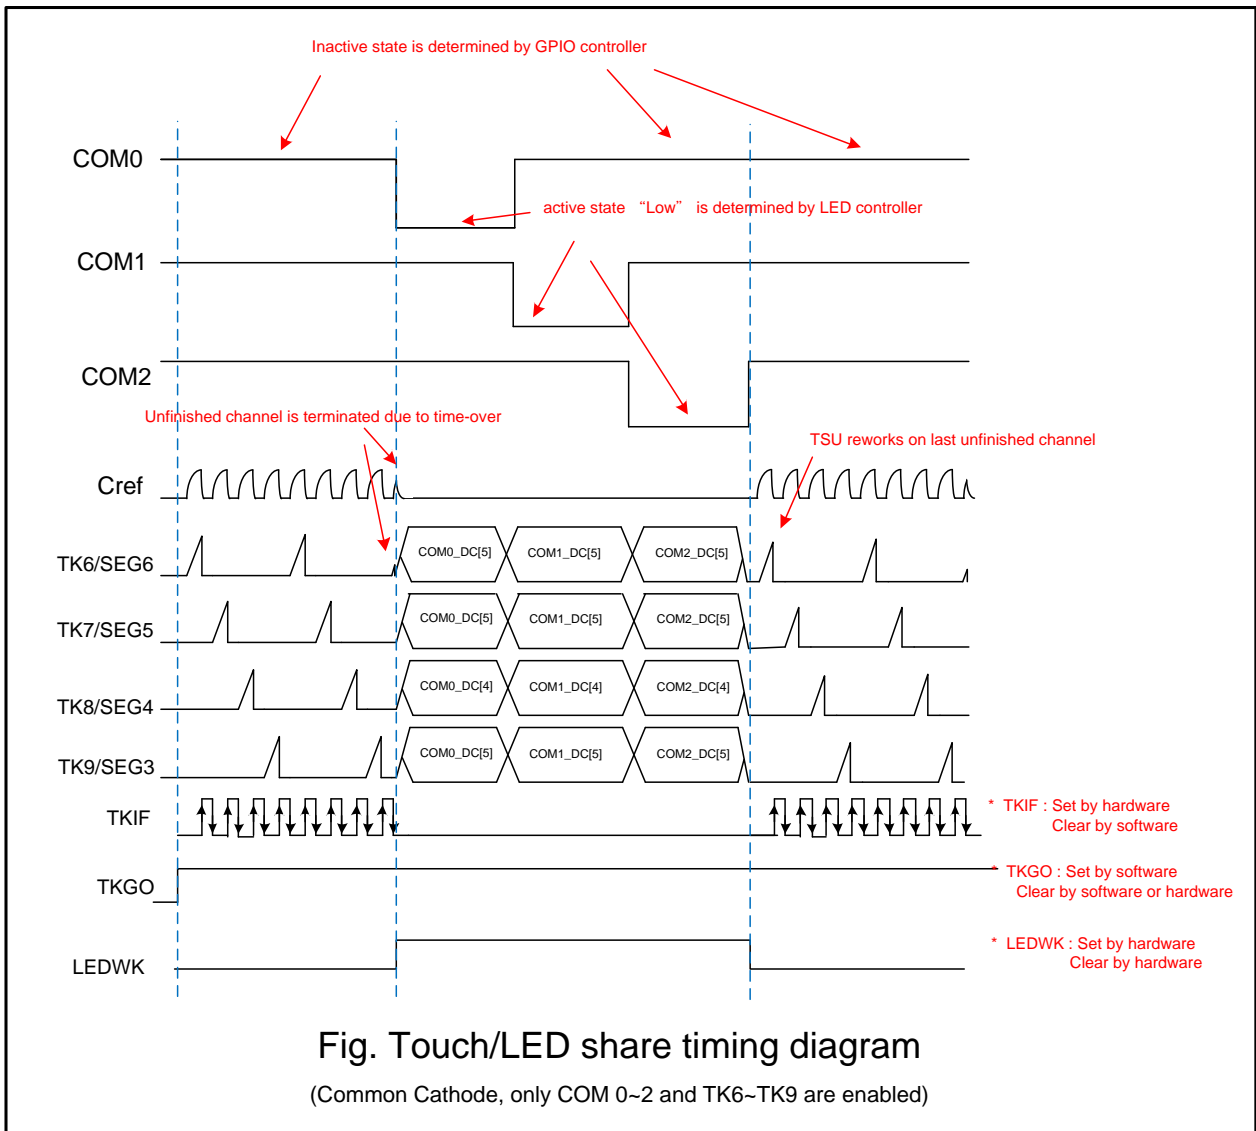 Inactive state is determined by GPIO controller
COM0
active state “Low” is determined by LED controller
COM1
COM2
Unfinished channel is terminated due to time-over
TSU reworks on last unfinished channel
Cref
TK6/SEG6
COM0_DC[5]
COM1_DC[5]
COM2_DC[5]
TK7/SEG5
COM0_DC[5]
COM1_DC[5]
COM2_DC[5]
TK8/SEG4
COM0_DC[4]
COM1_DC[4]
COM2_DC[4]
TK9/SEG3
COM0_DC[5]
COM1_DC[5]
COM2_DC[5]
TKIF
* TKIF : Set by hardware
Clear by software
TKGO
* TKGO : Set by software
Clear by software or hardware
LEDWK
* LEDWK : Set by hardware
Clear by hardware
Fig. Touch/LED share timing diagram
(Common Cathode, only COM 0~2 and TK6~TK9 are enabled)